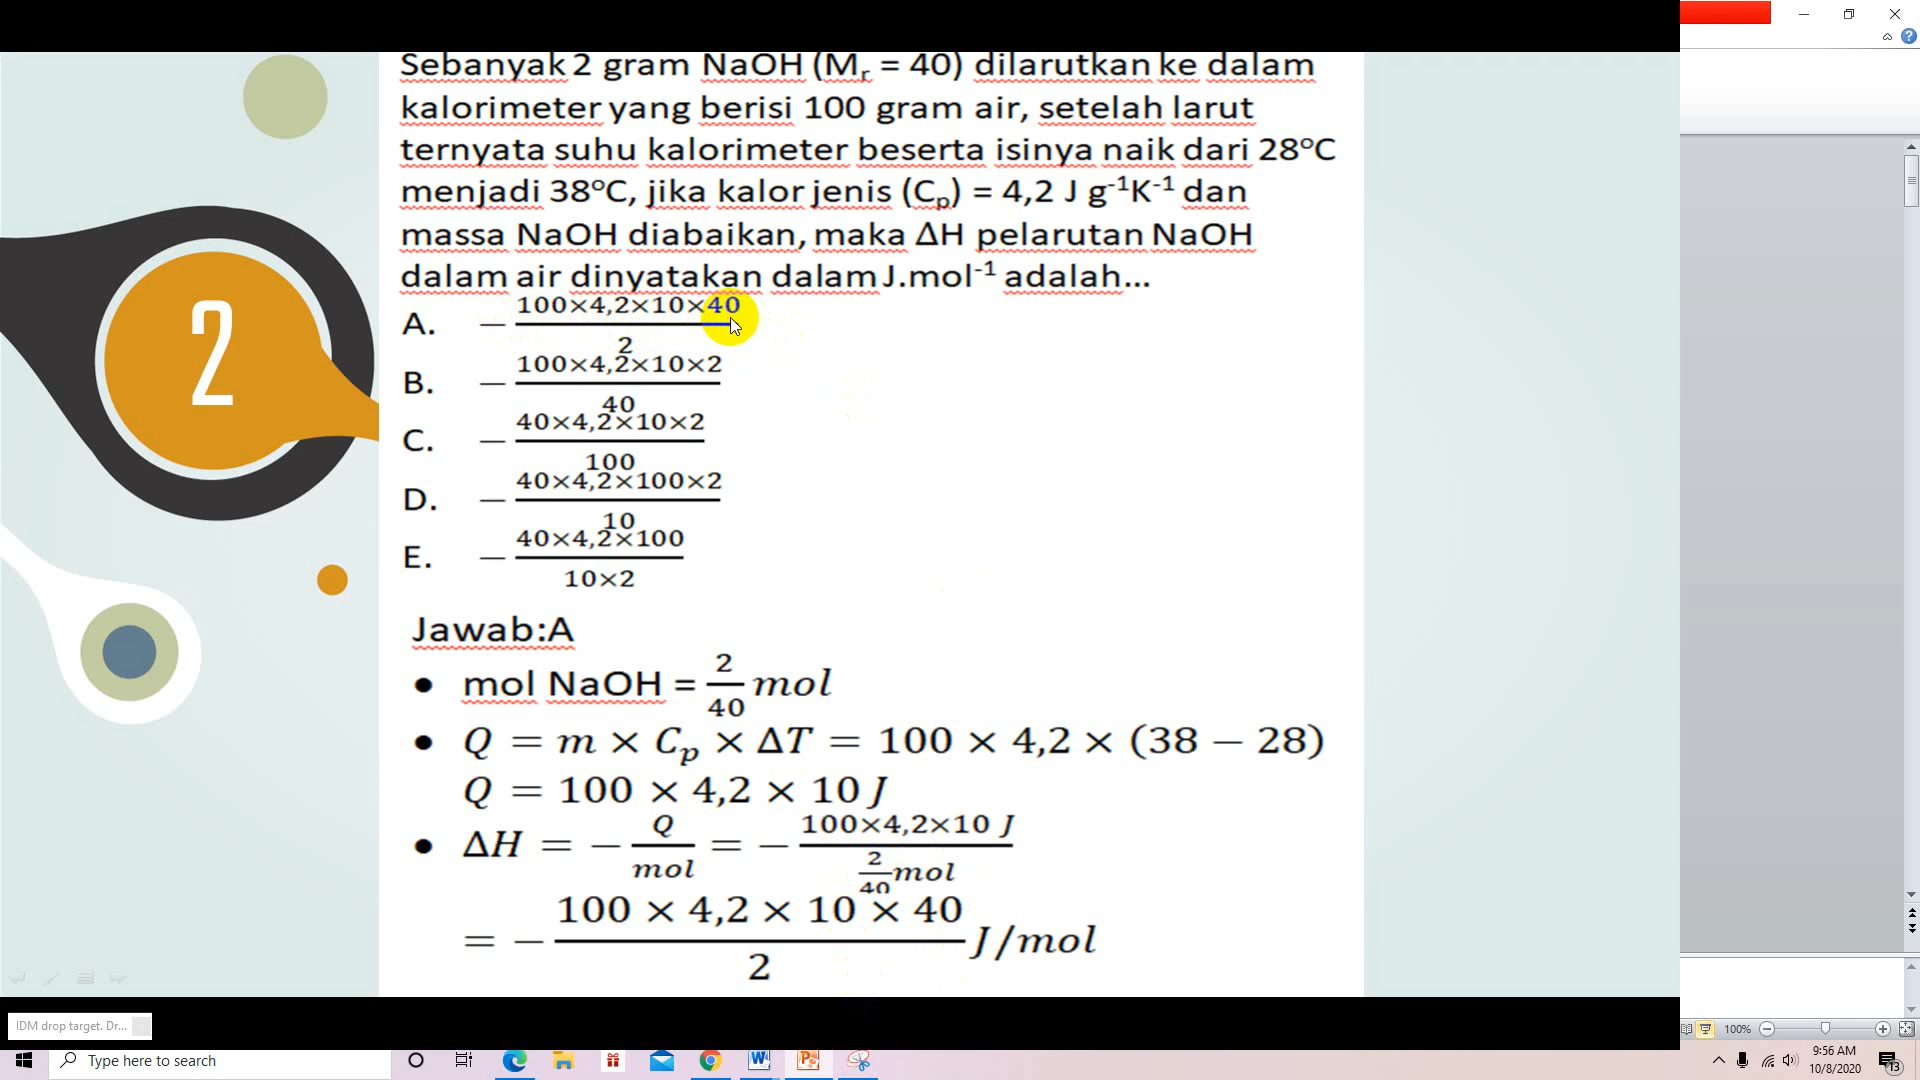 Sebanyak 2 gram NaOH (Mr = 40) dilarutkan ke dalam
kalorimeter yang berisi 100 gram air, setelah larut
ternyata suhu kalorimeter beserta isinya naik dari 28°C
menjadi 38°C, jika kalor jenis (Cp) = 4,2 J g⁻¹K⁻¹ dan
massa NaOH diabaikan, maka ΔH pelarutan NaOH
dalam air dinyatakan dalam J.mol⁻¹ adalah...
2
A. − 100×4,2×10×40 / 2
B. − 100×4,2×10×2 / 40
C. − 40×4,2×10×2 / 100
D. − 40×4,2×100×2 / 10
E. − 40×4,2×100 / 10×2
Jawab:A
● mol NaOH = 2/40 mol
● Q = m × Cp × ΔT = 100 × 4,2 × (38 − 28)
Q = 100 × 4,2 × 10 J
● ΔH = − Q/mol = − 100×4,2×10 J / 2/40 mol
= − 100 × 4,2 × 10 × 40 / 2 J/mol
IDM drop target. Dr...
100%
Type here to search
9:56 AM
10/8/2020
13